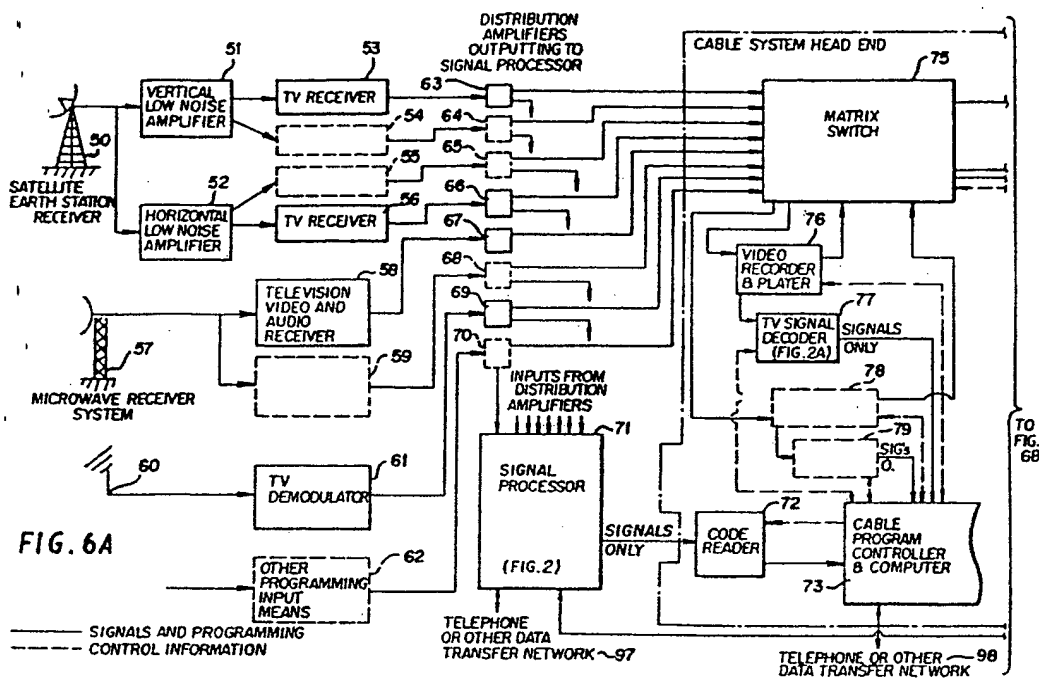 DISTRIBUTION
AMPLIFIERS
OUTPUTTING TO
SIGNAL PROCESSOR
CABLE SYSTEM HEAD END
51
VERTICAL
LOW NOISE
AMPLIFIER
53
TV RECEIVER
63
75
MATRIX
SWITCH
54
64
50
SATELLITE
EARTH STATION
RECEIVER
55
65
52
HORIZONTAL
LOW NOISE
AMPLIFIER
TV RECEIVER
56
66
67
58
TELEVISION
VIDEO AND
AUDIO
RECEIVER
68
69
76
VIDEO
RECORDER
& PLAYER
77
TV SIGNAL
DECODER
(FIG.2A)
SIGNALS
ONLY
57
MICROWAVE RECEIVER
SYSTEM
59
70
INPUTS FROM
DISTRIBUTION
AMPLIFIERS
78
79
SIG's
O.
TO
FIG.
6B
60
61
TV
DEMODULATOR
71
SIGNAL
PROCESSOR
(FIG.2)
SIGNALS
ONLY
72
CODE
READER
CABLE
PROGRAM
CONTROLLER
& COMPUTER
73
FIG. 6A
62
OTHER
PROGRAMMING
INPUT
MEANS
SIGNALS AND PROGRAMMING
CONTROL INFORMATION
TELEPHONE
OR OTHER DATA
TRANSFER NETWORK 97
TELEPHONE OR OTHER 98
DATA TRANSFER NETWORK